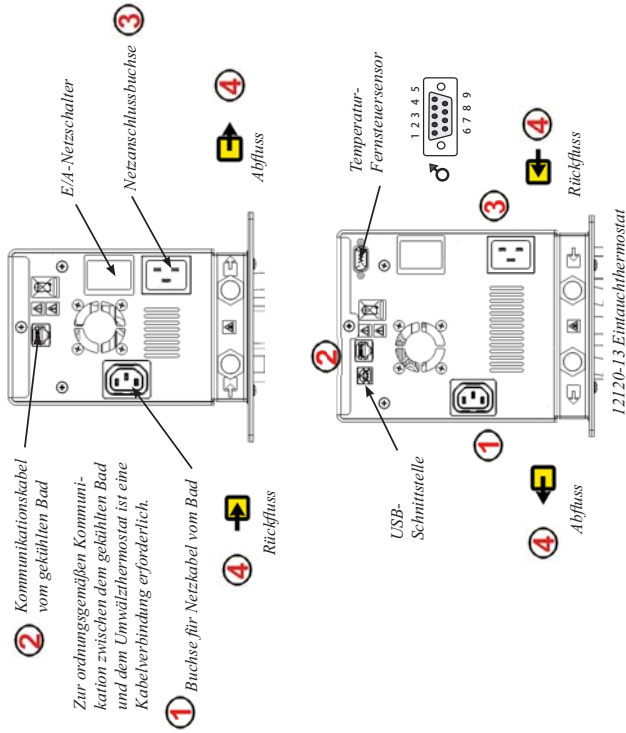 2
Kommunikationskabel
vom gekühlten Bad
Zur ordnungsgemäßen Kommuni-
kation zwischen dem gekühlten Bad
und dem Umwälzthermostat ist eine
Kabelverbindung erforderlich.
1
Buchse für Netzkabel vom Bad
4
Rückfluss
E/A-Netzschalter
Netzanschlussbuchse
3
4
Abfluss
2
USB-
Schnittstelle
1
4
Abfluss
Temperatur-
Fernsteuersensor
1 2 3 4 5
6 7 8 9
3
4
Rückfluss
12120-13 Eintauchthermostat